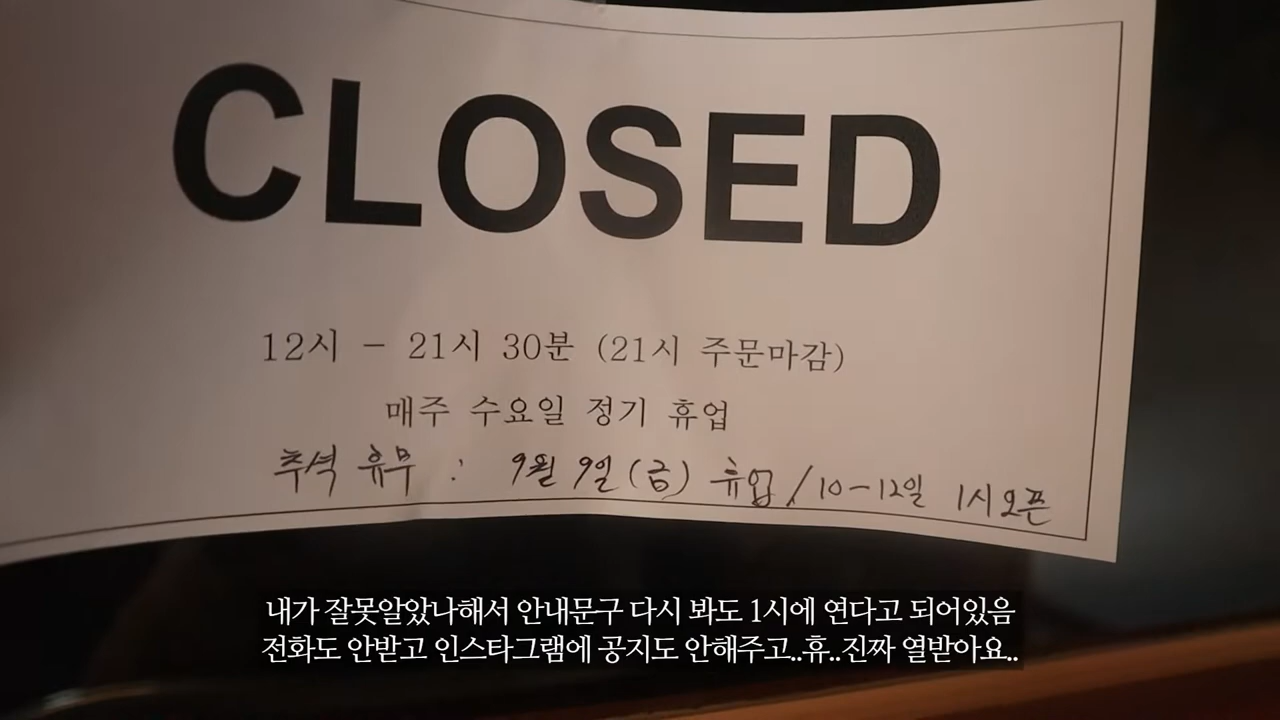 CLOSED
12시 - 21시 30분 (21시 주문마감)
매주 수요일 정기 휴업
추석 휴무 : 9월 9일(금) 휴업 / 10-12일 1시오픈
내가 잘못알았나해서 안내문구 다시 봐도 1시에 연다고 되어있음
전화도 안받고 인스타그램에 공지도 안해주고..휴..진짜 열받아요..